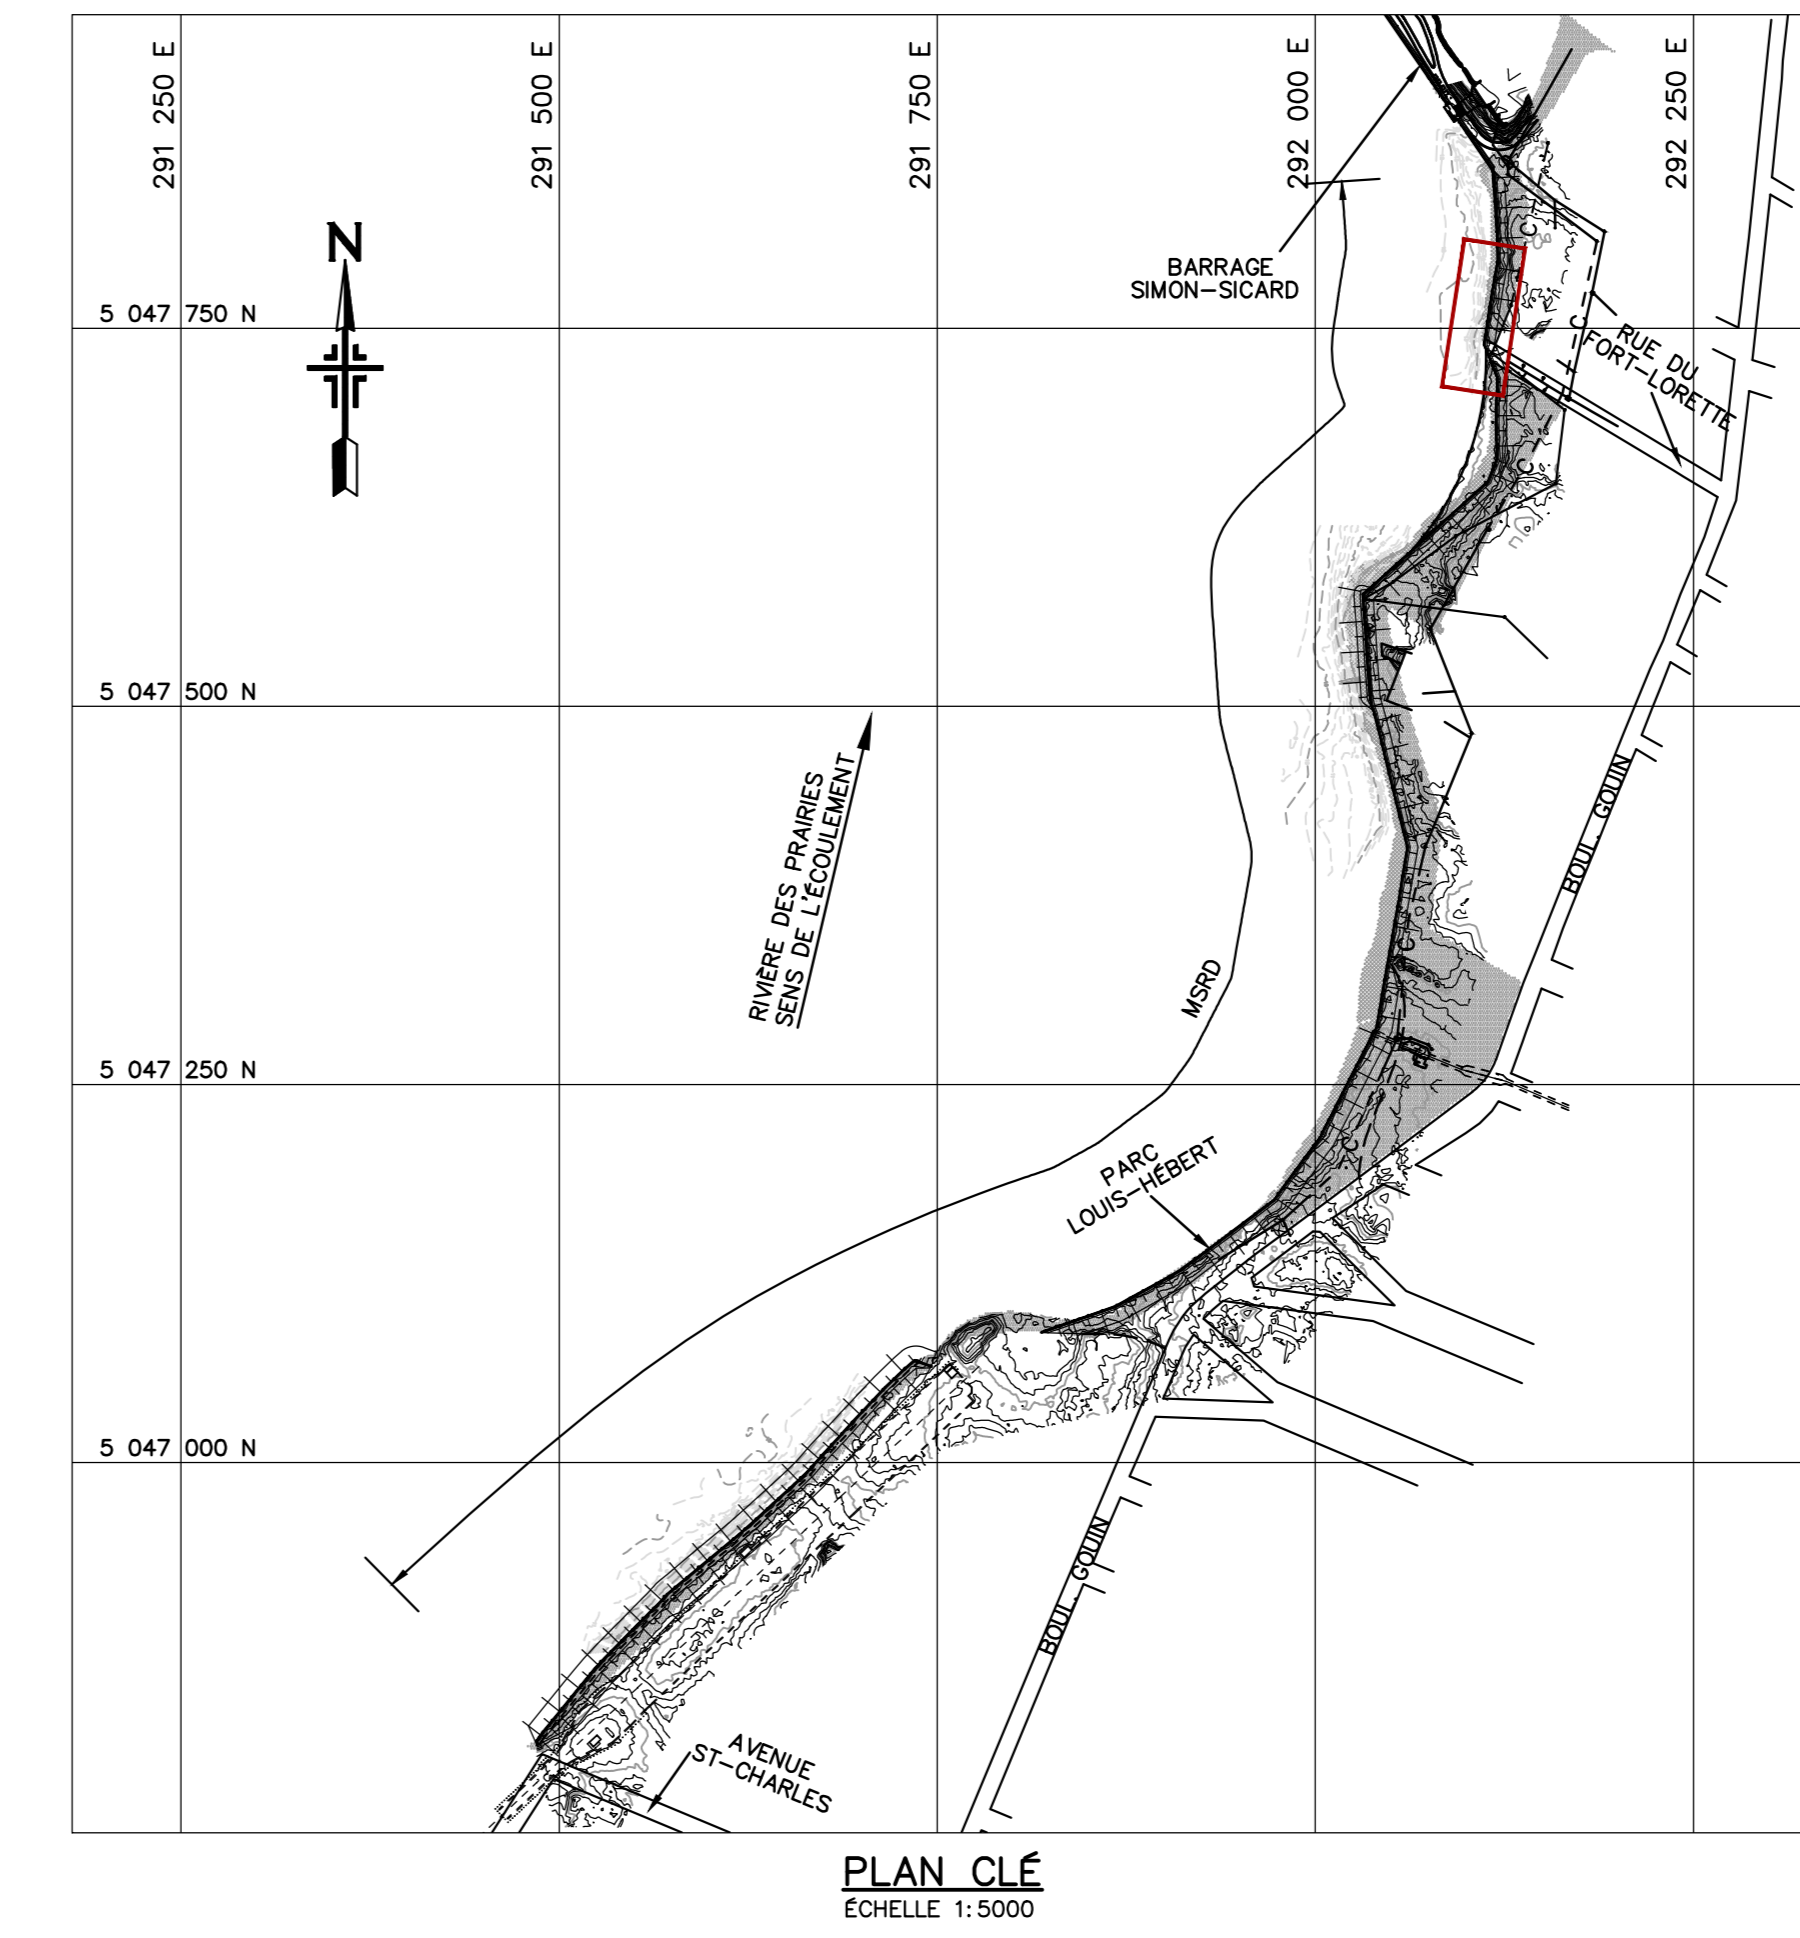 291 250 E
291 500 E
291 750 E
292 000 E
292 250 E
N
BARRAGE
SIMON-SICARD
5 047 750 N
RUE DU
FORT-LORETTE
C
C
C
5 047 500 N
RIVIÈRE DES PRAIRIES
SENS DE L'ÉCOULEMENT
BOUL. GOUIN
C
MSRD
5 047 250 N
C
PARC
LOUIS-HÉBERT
5 047 000 N
BOUL. GOUIN
AVENUE
ST-CHARLES
PLAN CLÉ
ÉCHELLE 1:5000